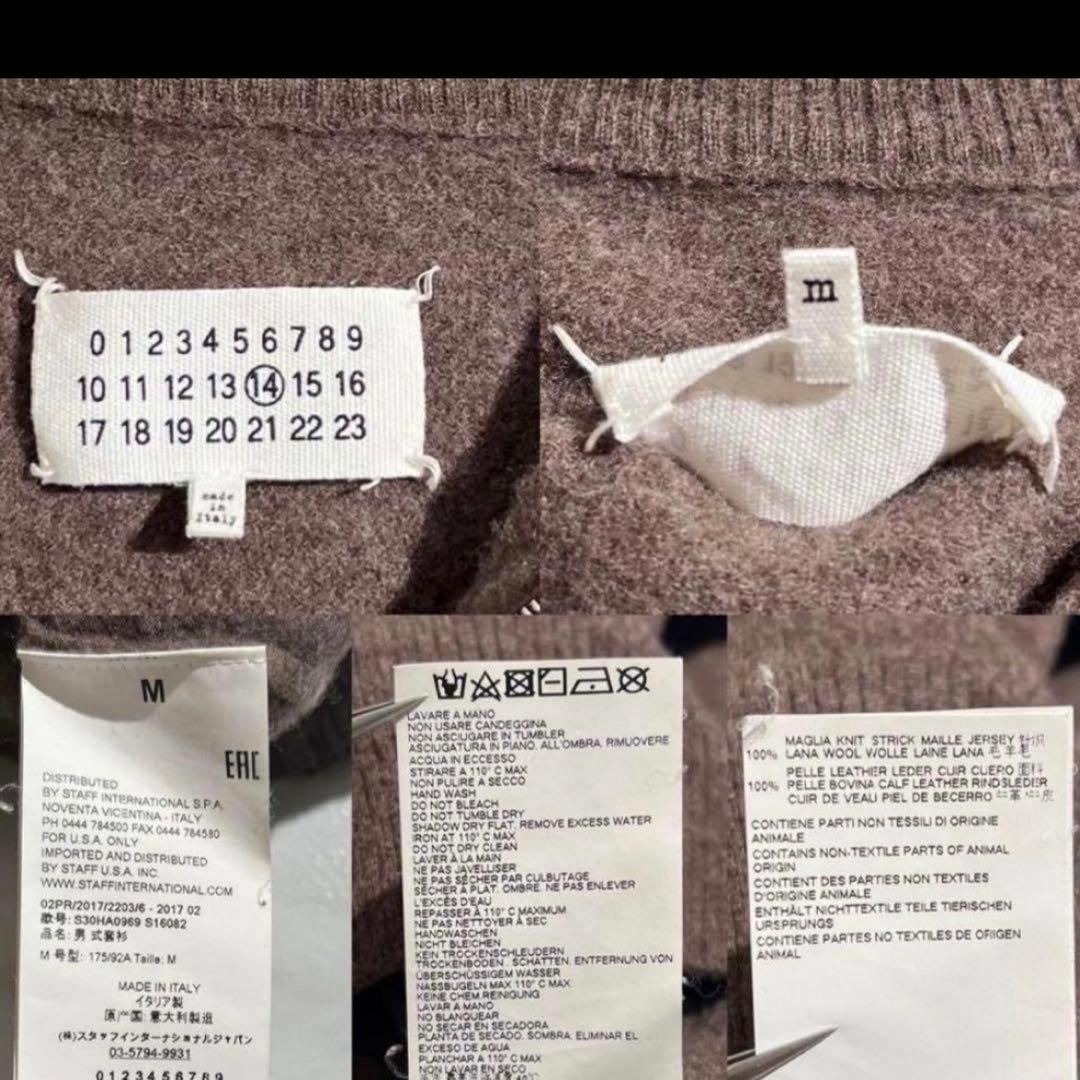 0 1 2 3 4 5 6 7 8 9
10 11 12 13 14 15 16
17 18 19 20 21 22 23
made
in
Italy
m
M
EAC
DISTRIBUTED
BY STAFF INTERNATIONAL S.P.A.
NOVENTA VICENTINA - ITALY
PH 0444 784500 FAX 0444 784580
FOR U.S.A. ONLY
IMPORTED AND DISTRIBUTED
BY STAFF U.S.A. INC.
WWW.STAFFINTERNATIONAL.COM
02PR/2017/2203/6 - 2017 02
款号: S30HA0969 S16082
品名: 男式套衫
M 号型: 175/92A Taille: M
MADE IN ITALY
イタリア製
原产国: 意大利制造
(株)スタッフインターナショナルジャパン
03-5794-9931
0 1 2 3 4 5 6 7 8 9
LAVARE A MANO
NON USARE CANDEGGINA
NON ASCIUGARE IN TUMBLER
ASCIUGATURA IN PIANO. ALL'OMBRA. RIMUOVERE
ACQUA IN ECCESSO
STIRARE A 110° C MAX
NON PULIRE A SECCO
HAND WASH
DO NOT BLEACH
DO NOT TUMBLE DRY
SHADOW DRY FLAT. REMOVE EXCESS WATER
IRON AT 110° C MAX
DO NOT DRY CLEAN
LAVER À LA MAIN
NE PAS JAVELLISER
NE PAS SÉCHER PAR CULBUTAGE
SÉCHER À PLAT. OMBRE. NE PAS ENLEVER
L'EXCÈS D'EAU
REPASSER À 110° C MAXIMUM
NE PAS NETTOYER À SEC
HANDWASCHEN
NICHT BLEICHEN
KEIN TROCKENSCHLEUDERN
TROCKENBODEN. SCHATTEN. ENTFERNUNG VON
ÜBERSCHÜSSIGEM WASSER
NASSBUGELN MAX 110° C MAX
KEINE CHEM.REINIGUNG
LAVAR A MANO
NO BLANQUEAR
NO SECAR EN SECADORA
PLANTA DE SECADO. SOMBRA. ELIMINAR EL
EXCESO DE AGUA
PLANCHAR A 110° C MAX
NON LAVAR EN SECO
MAGLIA KNIT STRICK MAILLE JERSEY 针织
100% LANA WOOL WOLLE LAINE LANA 毛羊毛
PELLE LEATHER LEDER CUIR CUERO 面料
100% PELLE BOVINA CALF LEATHER RINDSLEDER
CUIR DE VEAU PIEL DE BECERRO
CONTIENE PARTI NON TESSILI DI ORIGINE
ANIMALE
CONTAINS NON-TEXTILE PARTS OF ANIMAL
ORIGIN
CONTIENT DES PARTIES NON TEXTILES
D'ORIGINE ANIMALE
ENTHÄLT NICHTTEXTILE TEILE TIERISCHEN
URSPRUNGS
CONTIENE PARTES NO TEXTILES DE ORIGEN
ANIMAL